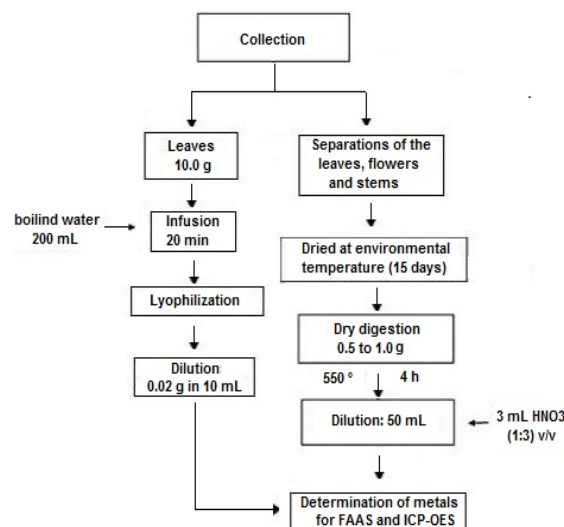 Collection
Leaves
10.0 g
Separations of the
leaves, flowers
and stems
boilind water
200 mL
Infusion
20 min
Dried at environmental
temperature (15 days)
Lyophilization
Dry digestion
0.5 to 1.0 g
Dilution:
0.02 g in 10 mL
550 °
4 h
Dilution: 50 mL
3 mL HNO3
(1:3) v/v
Determination of metals
for FAAS and ICP-OES